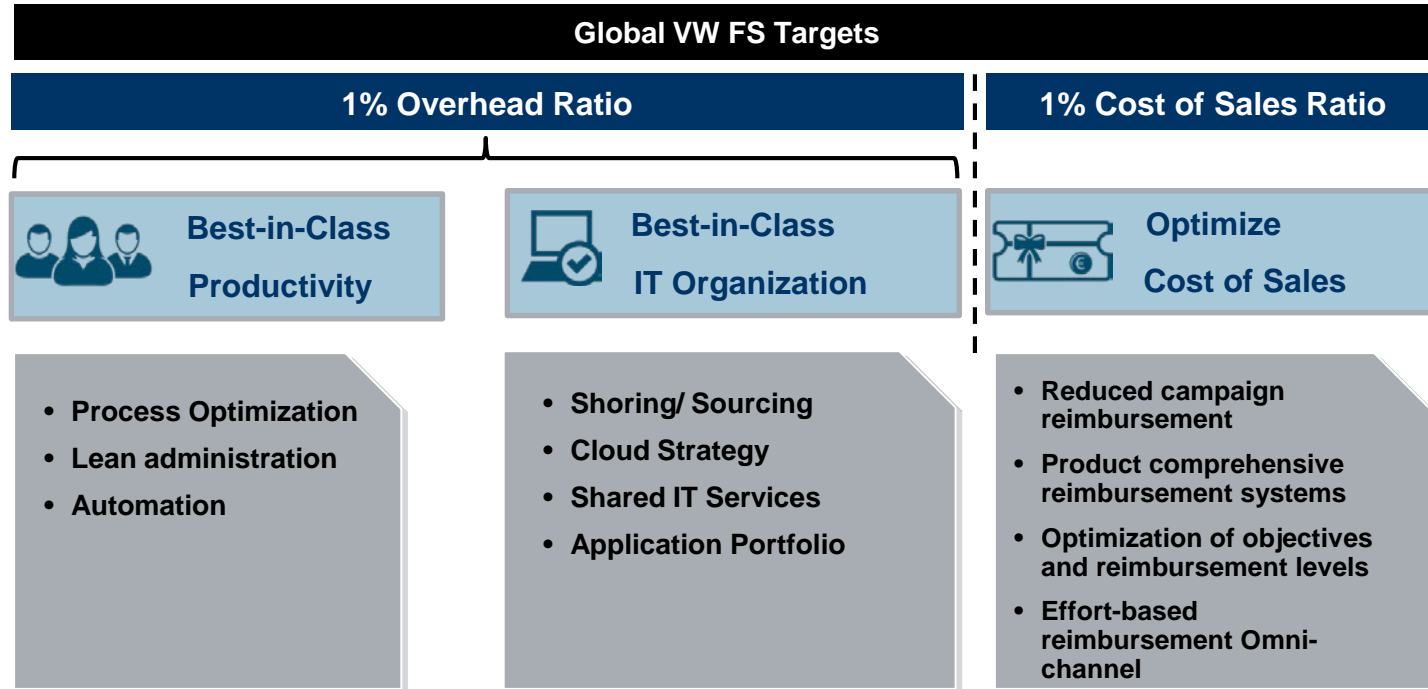 Global VW FS Targets
1% Overhead Ratio
1% Cost of Sales Ratio
Best-in-Class
Productivity
Best-in-Class
IT Organization
Optimize
Cost of Sales
• Process Optimization
• Lean administration
• Automation
• Shoring/ Sourcing
• Cloud Strategy
• Shared IT Services
• Application Portfolio
• Reduced campaign
reimbursement
• Product comprehensive
reimbursement systems
• Optimization of objectives
and reimbursement levels
• Effort-based
reimbursement Omni-
channel